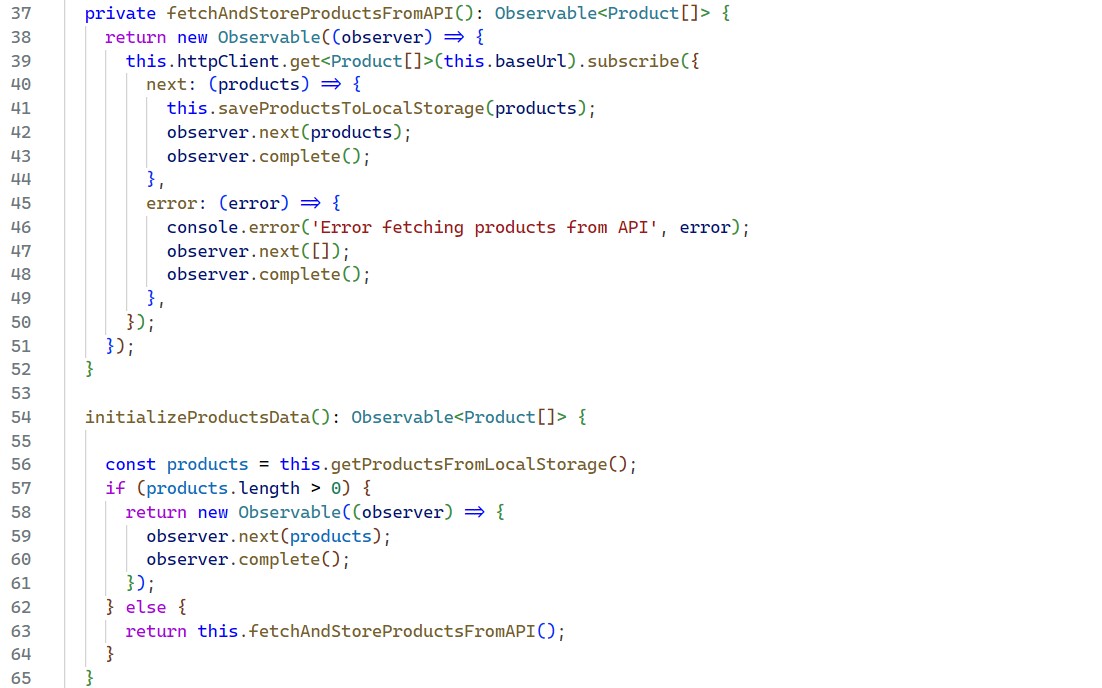 37 private fetchAndStoreProductsFromAPI(): Observable<Product[]> {
38 return new Observable((observer) => {
39 this.httpClient.get<Product[]>(this.baseUrl).subscribe({
40 next: (products) => {
41 this.saveProductsToLocalStorage(products);
42 observer.next(products);
43 observer.complete();
44 },
45 error: (error) => {
46 console.error('Error fetching products from API', error);
47 observer.next([]);
48 observer.complete();
49 },
50 });
51 });
52 }
53
54 initializeProductsData(): Observable<Product[]> {
55
56 const products = this.getProductsFromLocalStorage();
57 if (products.length > 0) {
58 return new Observable((observer) => {
59 observer.next(products);
60 observer.complete();
61 });
62 } else {
63 return this.fetchAndStoreProductsFromAPI();
64 }
65 }